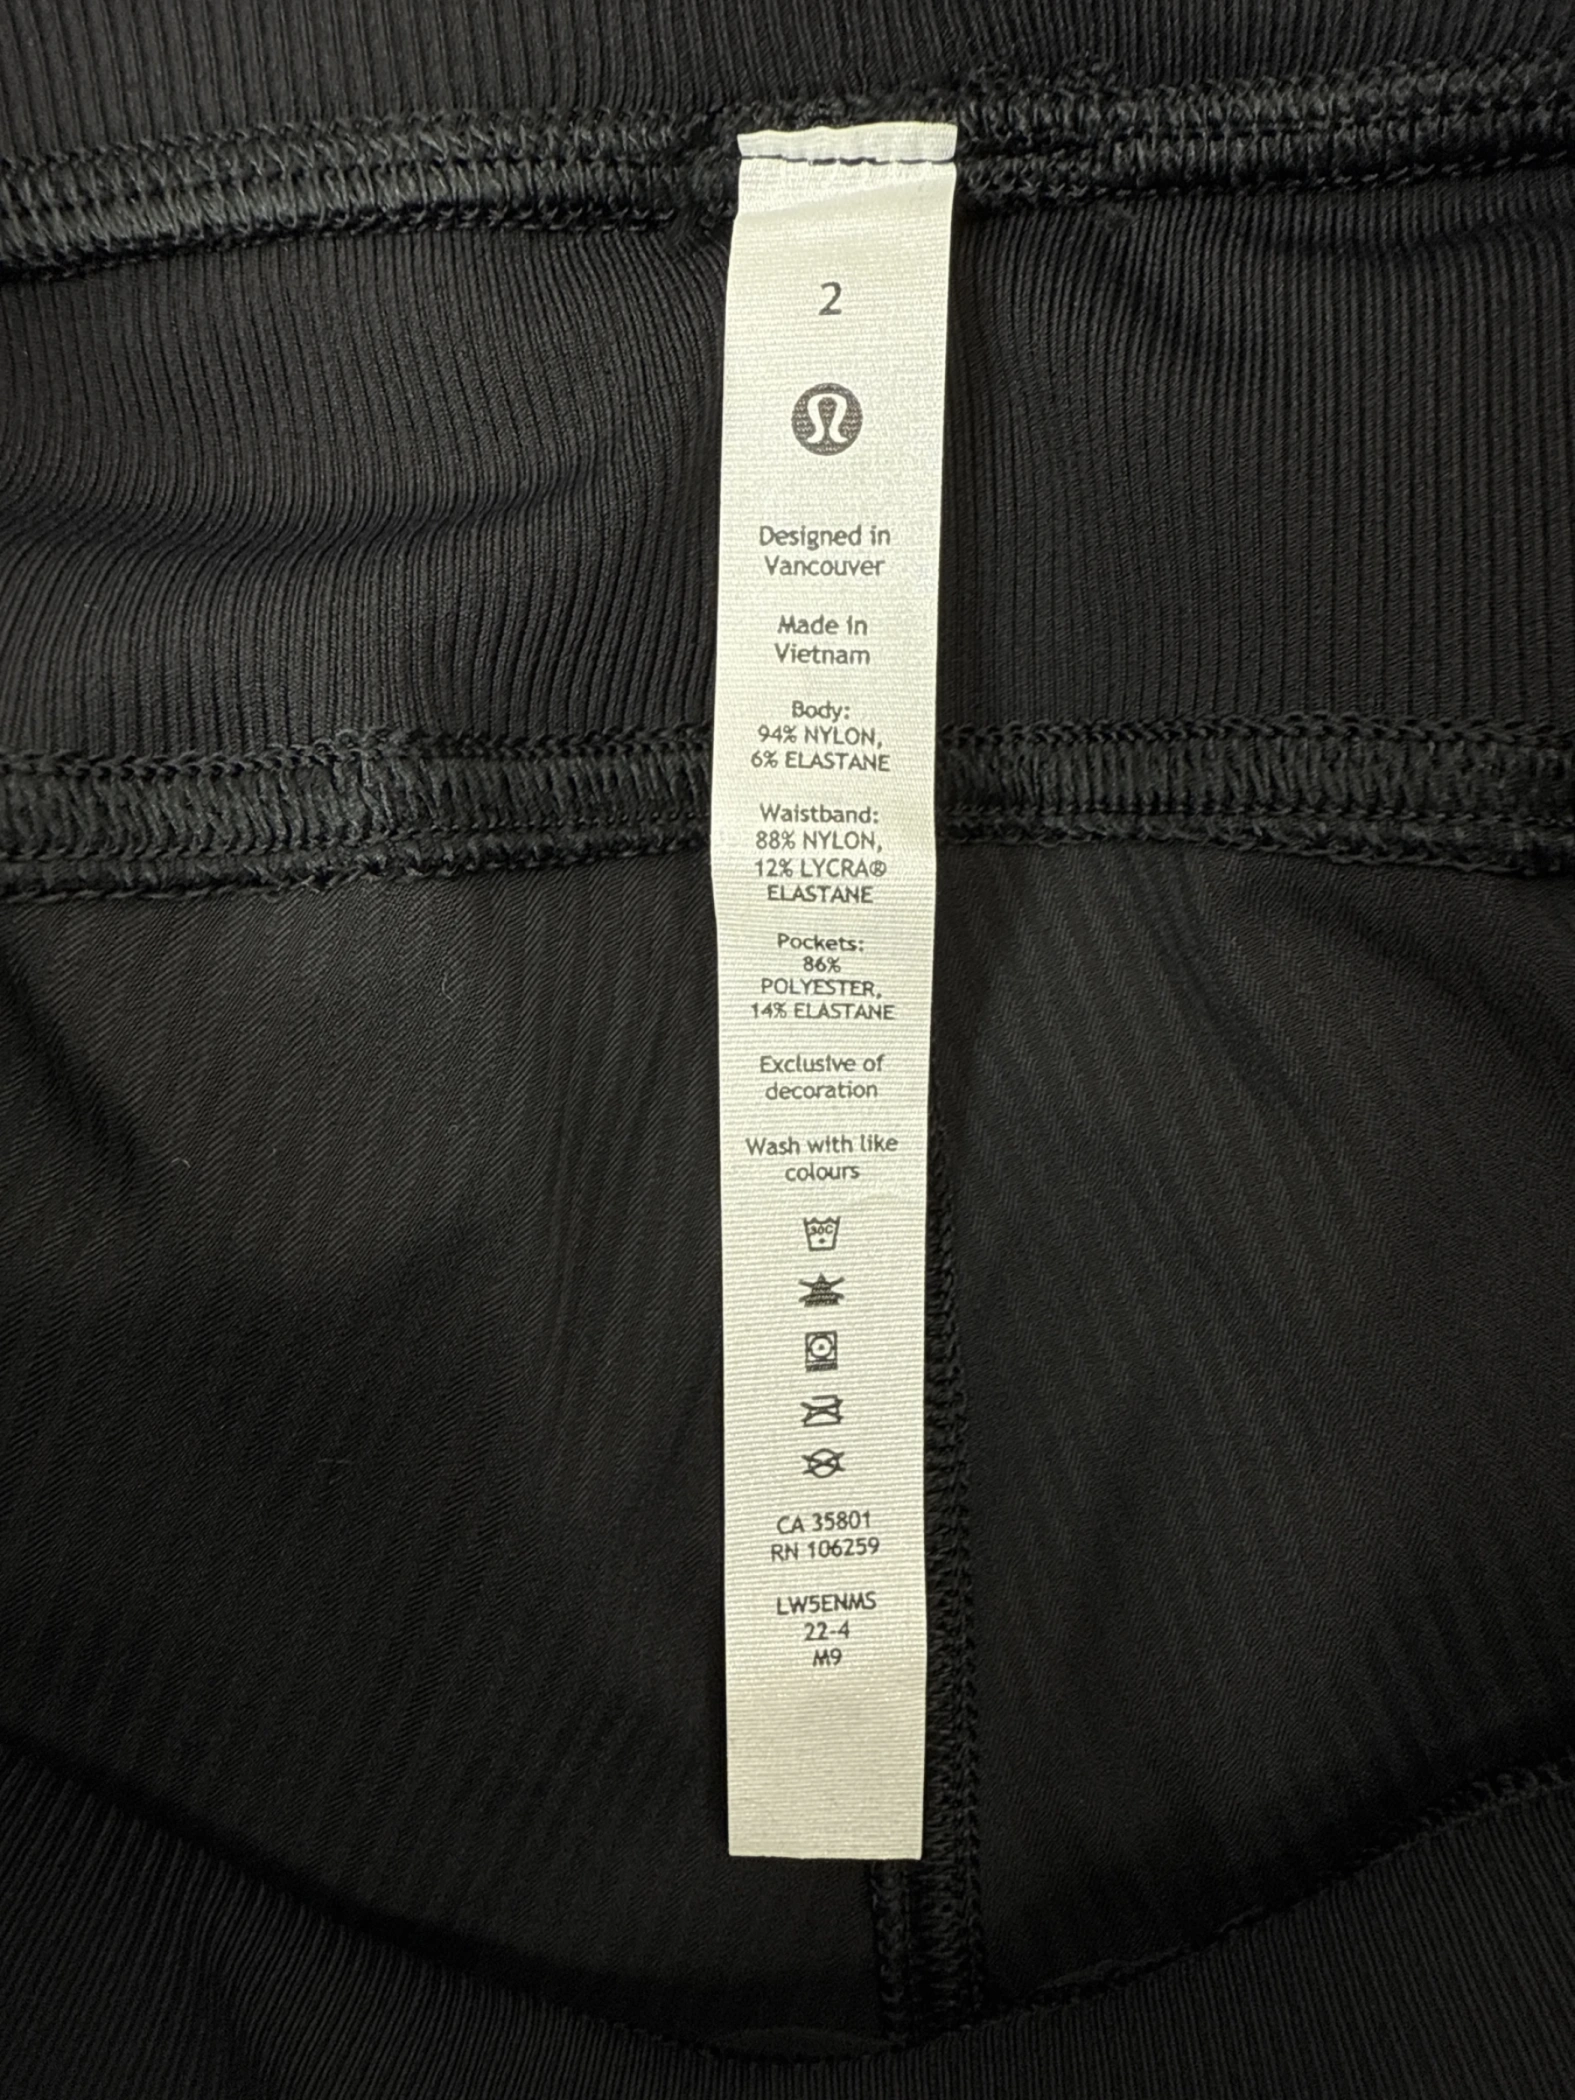 2
Designed in
Vancouver
Made in
Vietnam
Body:
94% NYLON,
6% ELASTANE
Waistband:
88% NYLON,
12% LYCRA®
ELASTANE
Pockets:
86%
POLYESTER,
14% ELASTANE
Exclusive of
decoration
Wash with like
colours
30C
CA 35801
RN 106259
LW5ENMS
22-4
M9